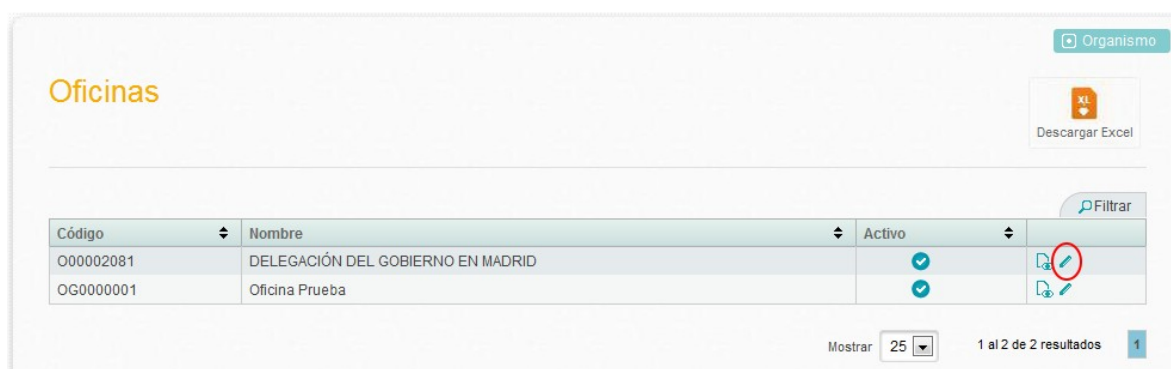 Organismo
Oficinas
XL
Descargar Excel
Filtrar
Código Nombre Activo
O00002081 DELEGACIÓN DEL GOBIERNO EN MADRID
OG0000001 Oficina Prueba
Mostrar 25 1 al 2 de 2 resultados 1